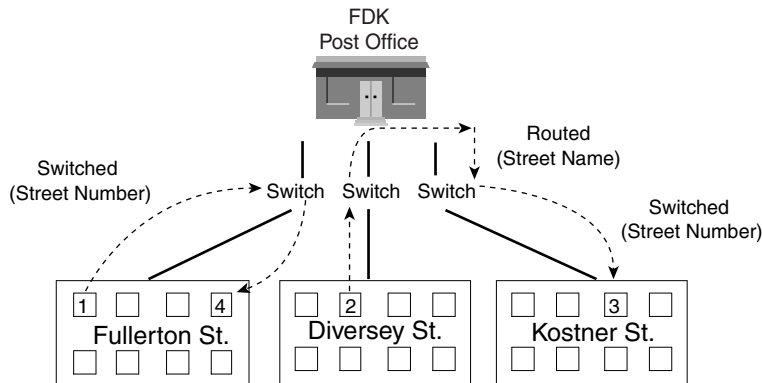 FDK
Post Office
Routed
(Street Name)
Switched
(Street Number)
Switch
Switch
Switch
Switched
(Street Number)
1
4
2
3
Fullerton St.
Diversey St.
Kostner St.